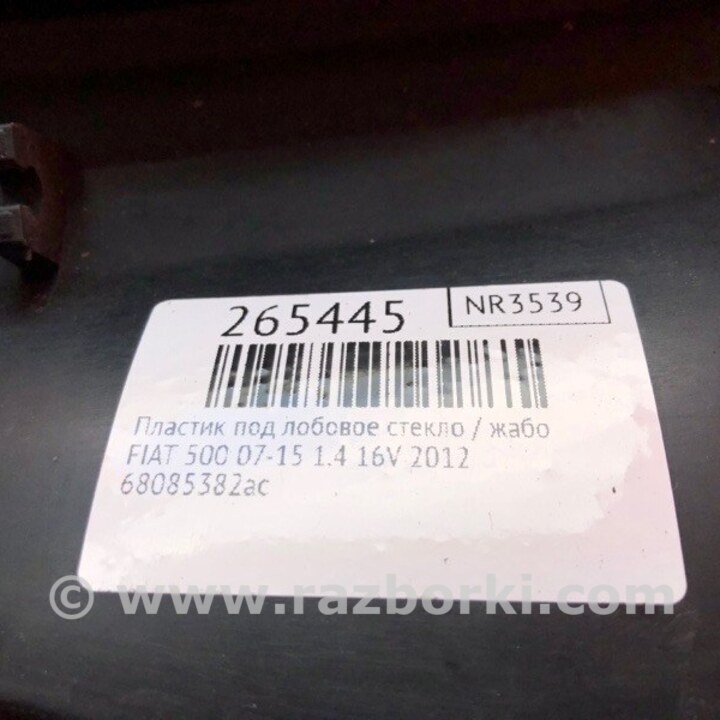 265445
NR3539
Пластик под лобовое стекло / жабо
FIAT 500 07-15 1.4 16V 2012
68085382ac
© www.razborki.com